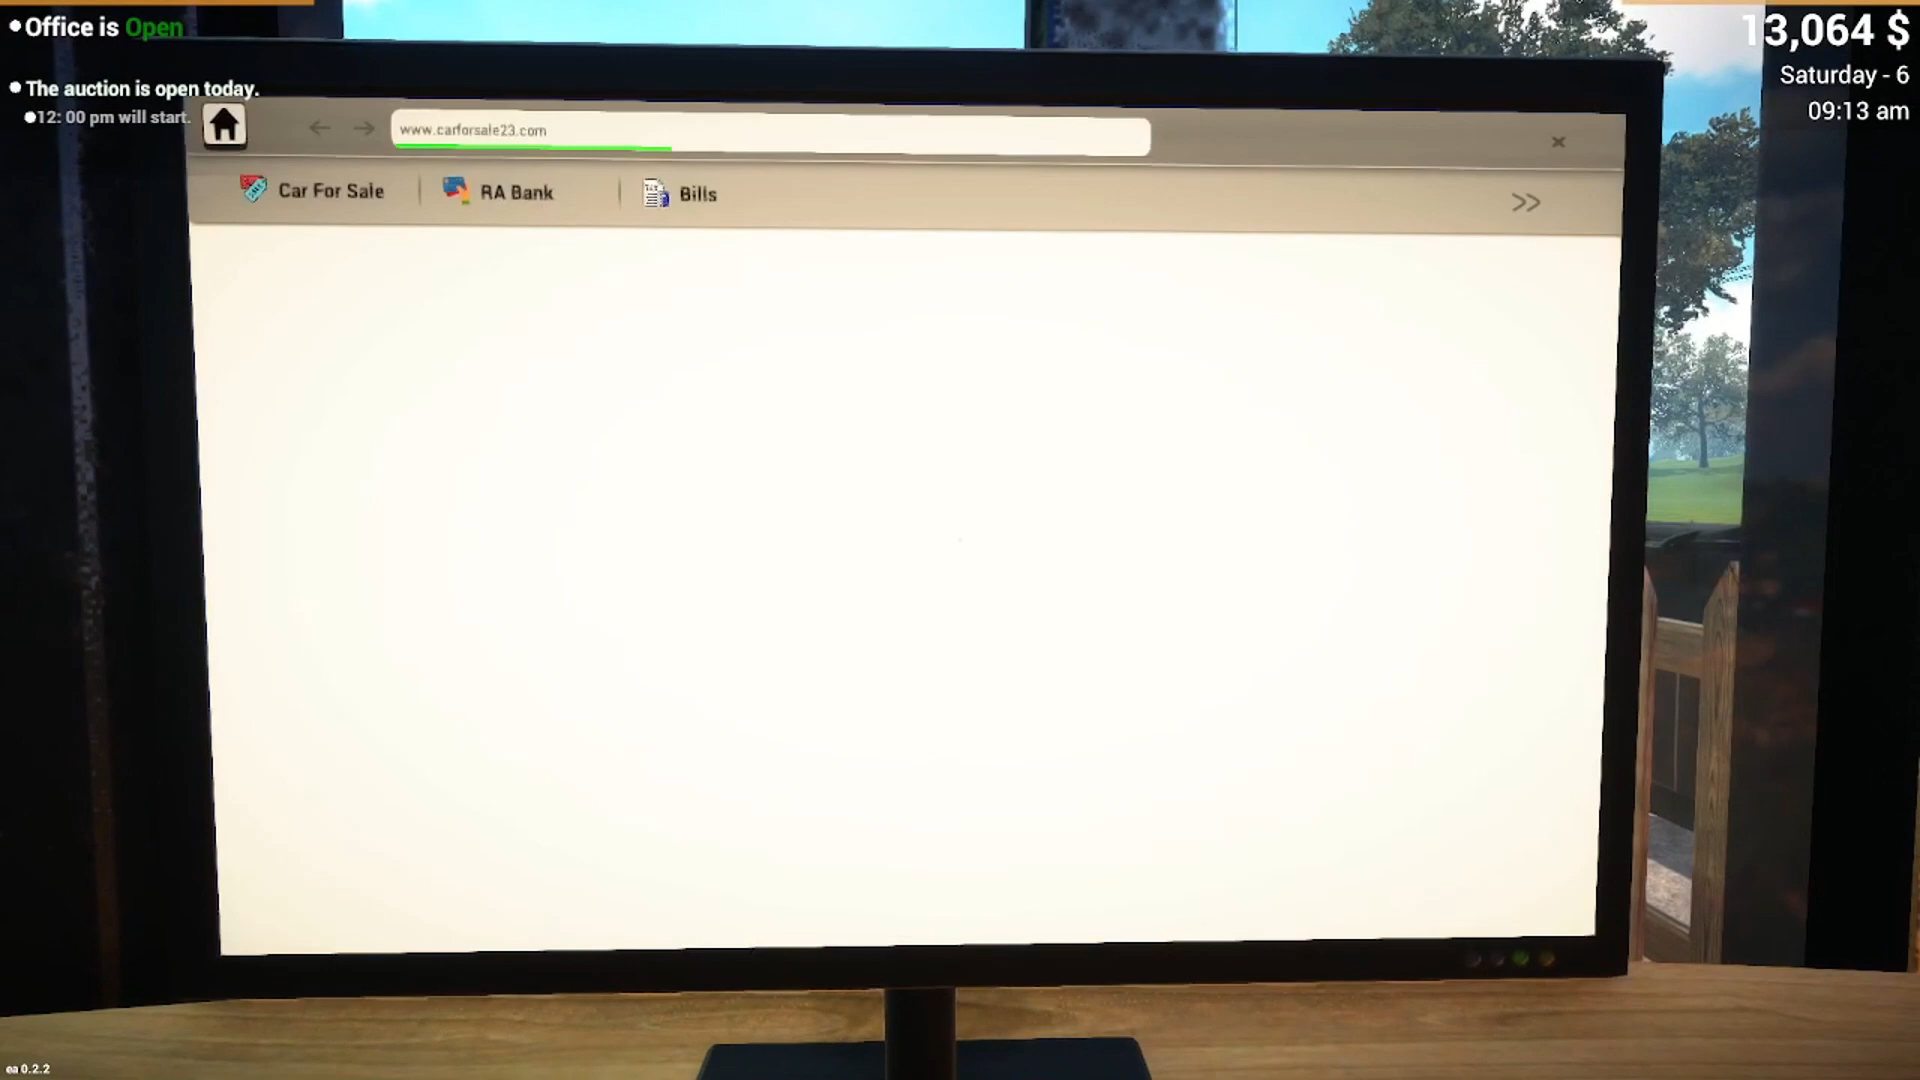 Office is Open
The auction is open today.
12: 00 pm will start.
13,064 $
Saturday - 6
09:13 am
www.carforsale23.com
Car For Sale
RA Bank
Bills
>>
ea 0.2.2